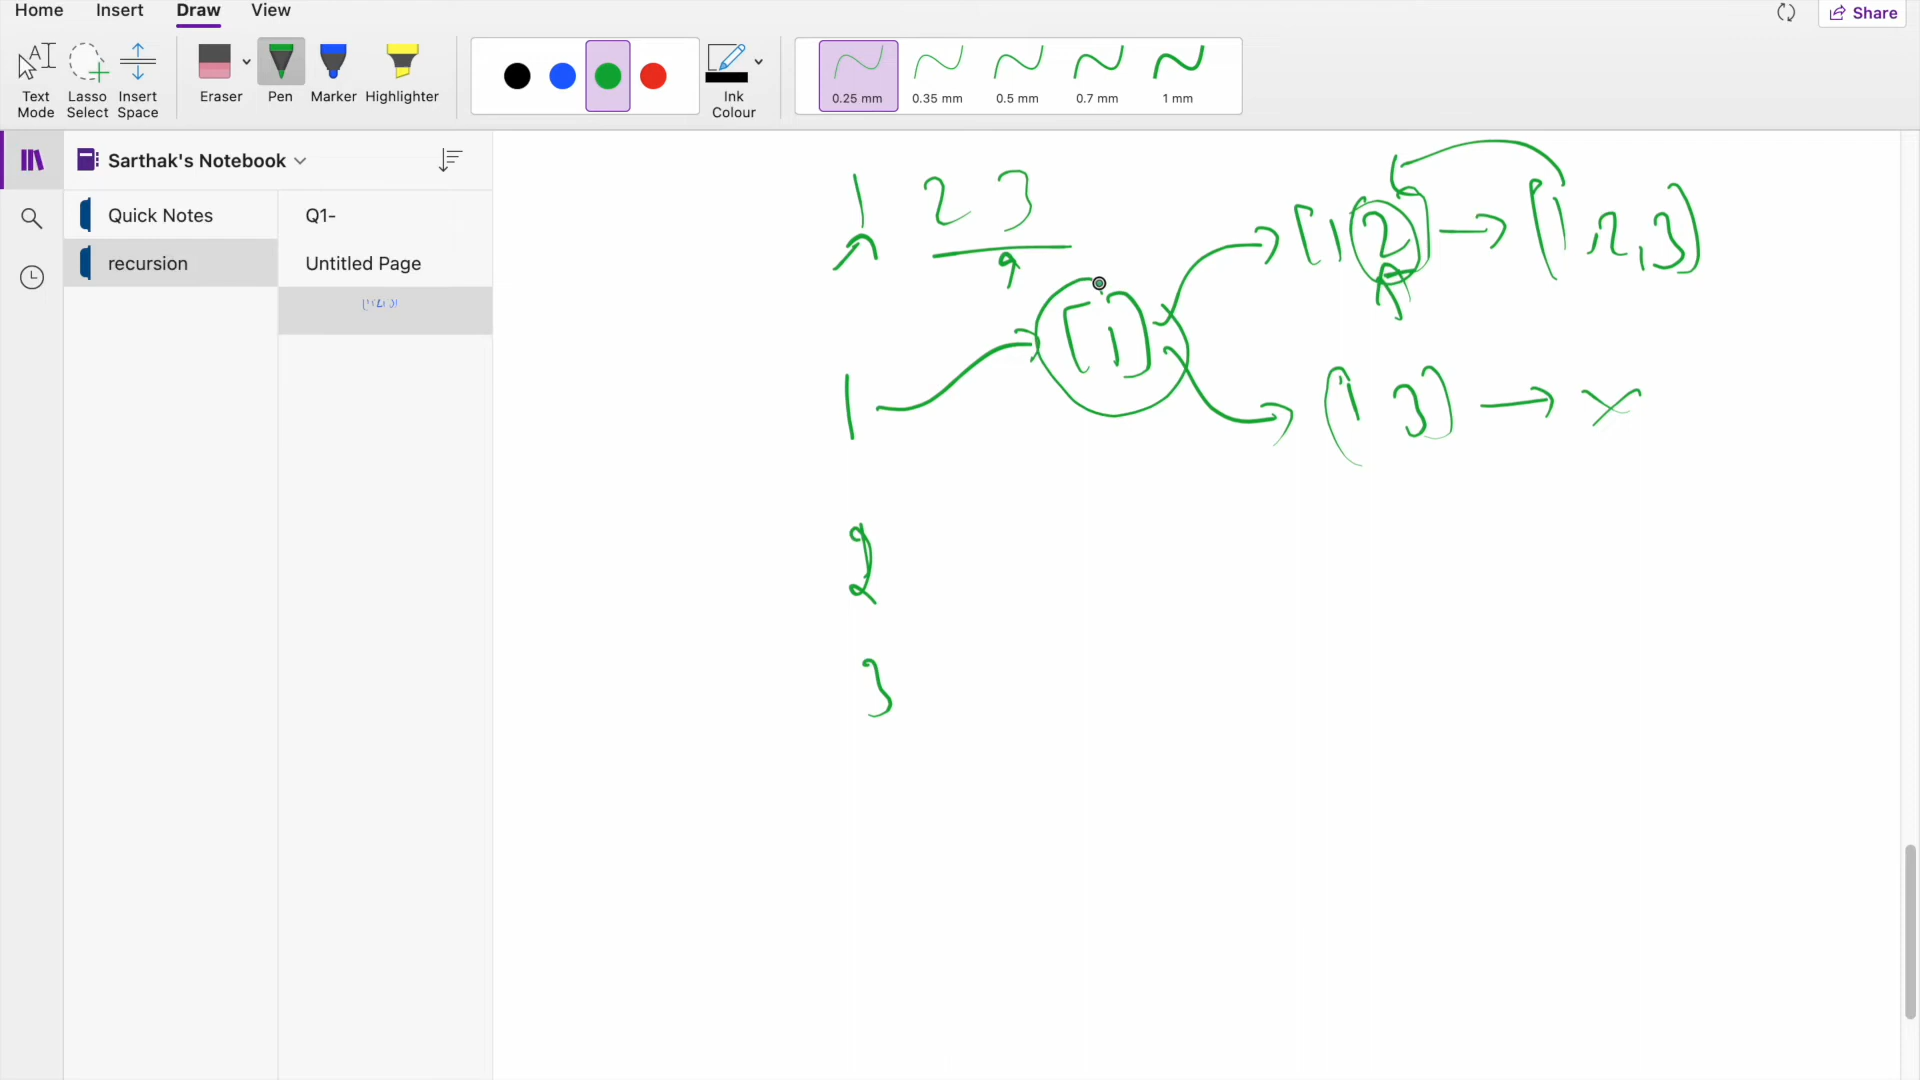 Home Insert Draw View
Share
Text Mode
Lasso Select
Insert Space
Eraser
Pen
Marker
Highlighter
Ink Colour
0.25 mm
0.35 mm
0.5 mm
0.7 mm
1 mm
Sarthak's Notebook
Quick Notes
recursion
Q1-
Untitled Page
1 2 3
[1 2] → [1,2,3]
[1]
1
[1 3] → x
2
3